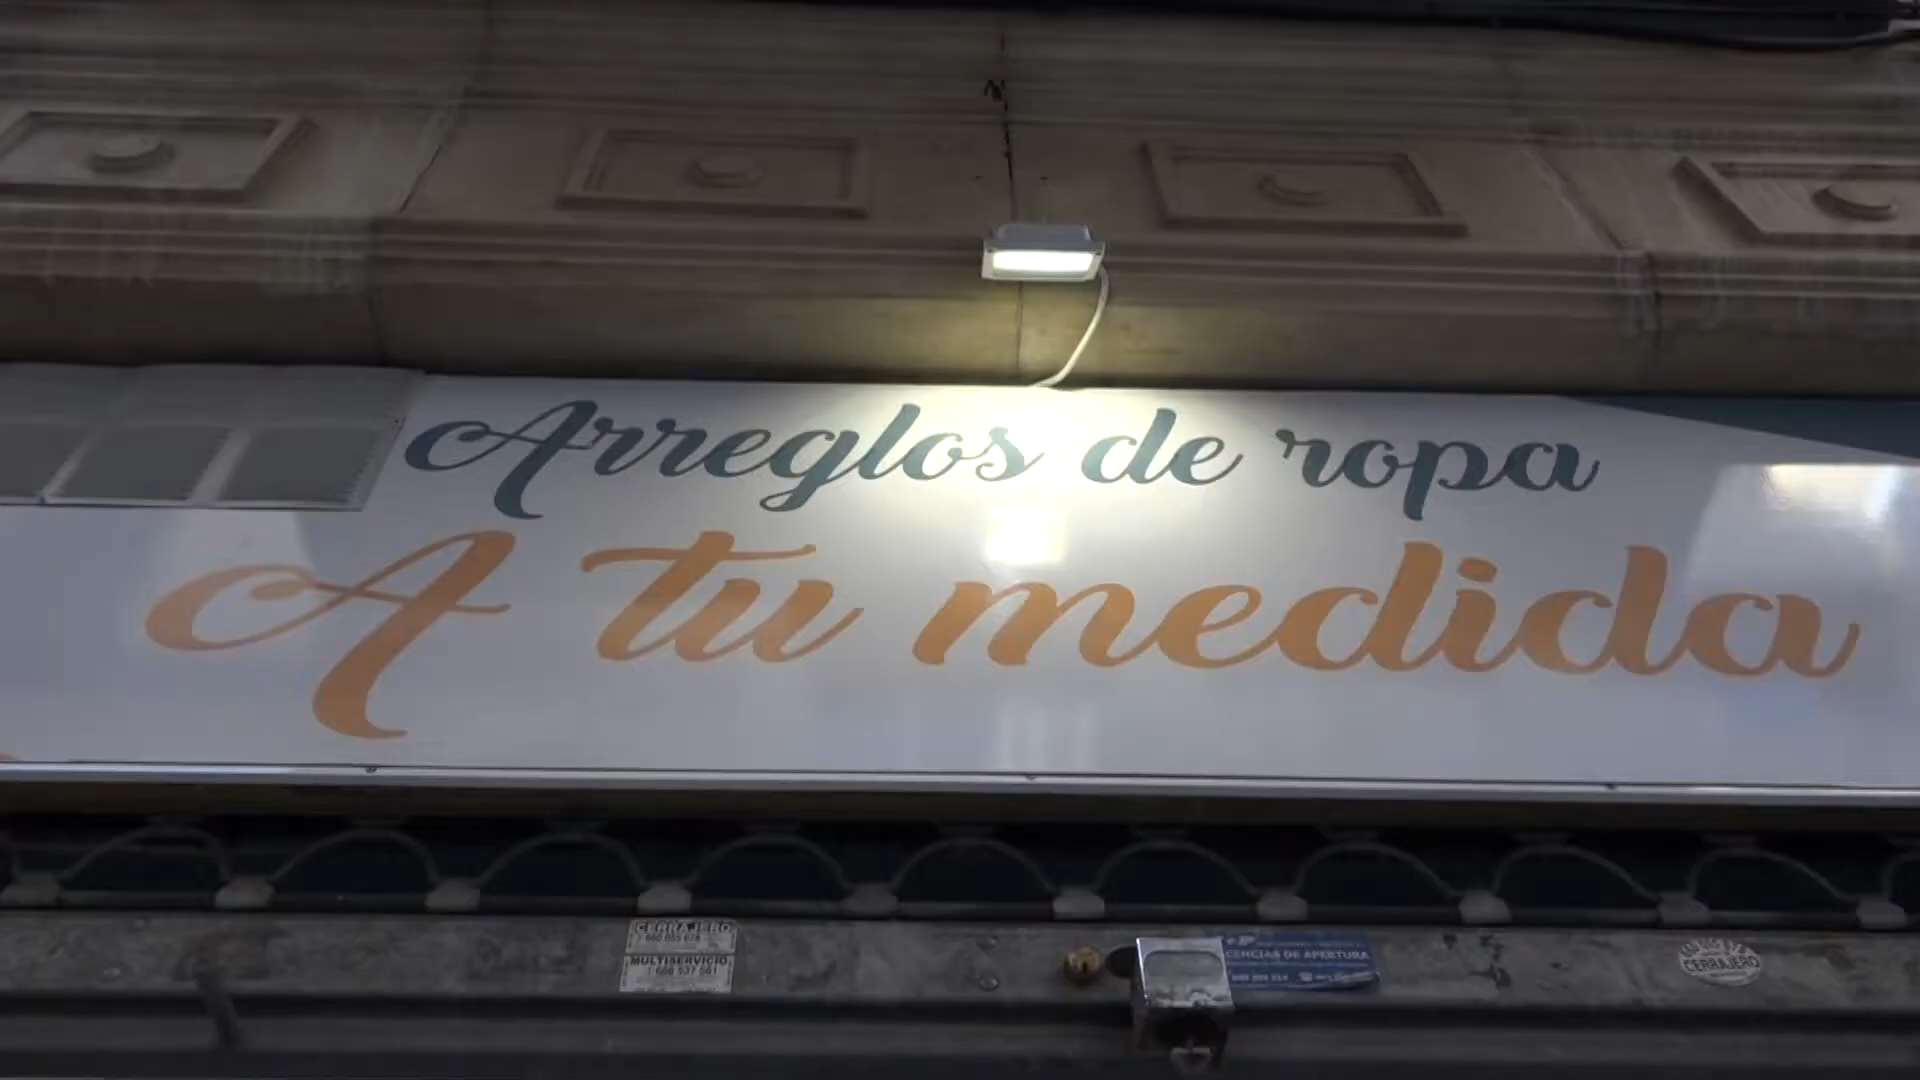 Arreglos de ropa
A tu medida
CERRAJERO
MULTISERVICIO
CENCIAS DE APERTURA
CERRAJERO